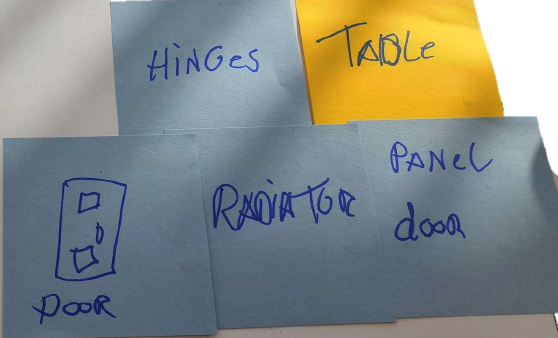 HiNGes
TABLe
DOOR
RADiATOR
PANeL
dooR